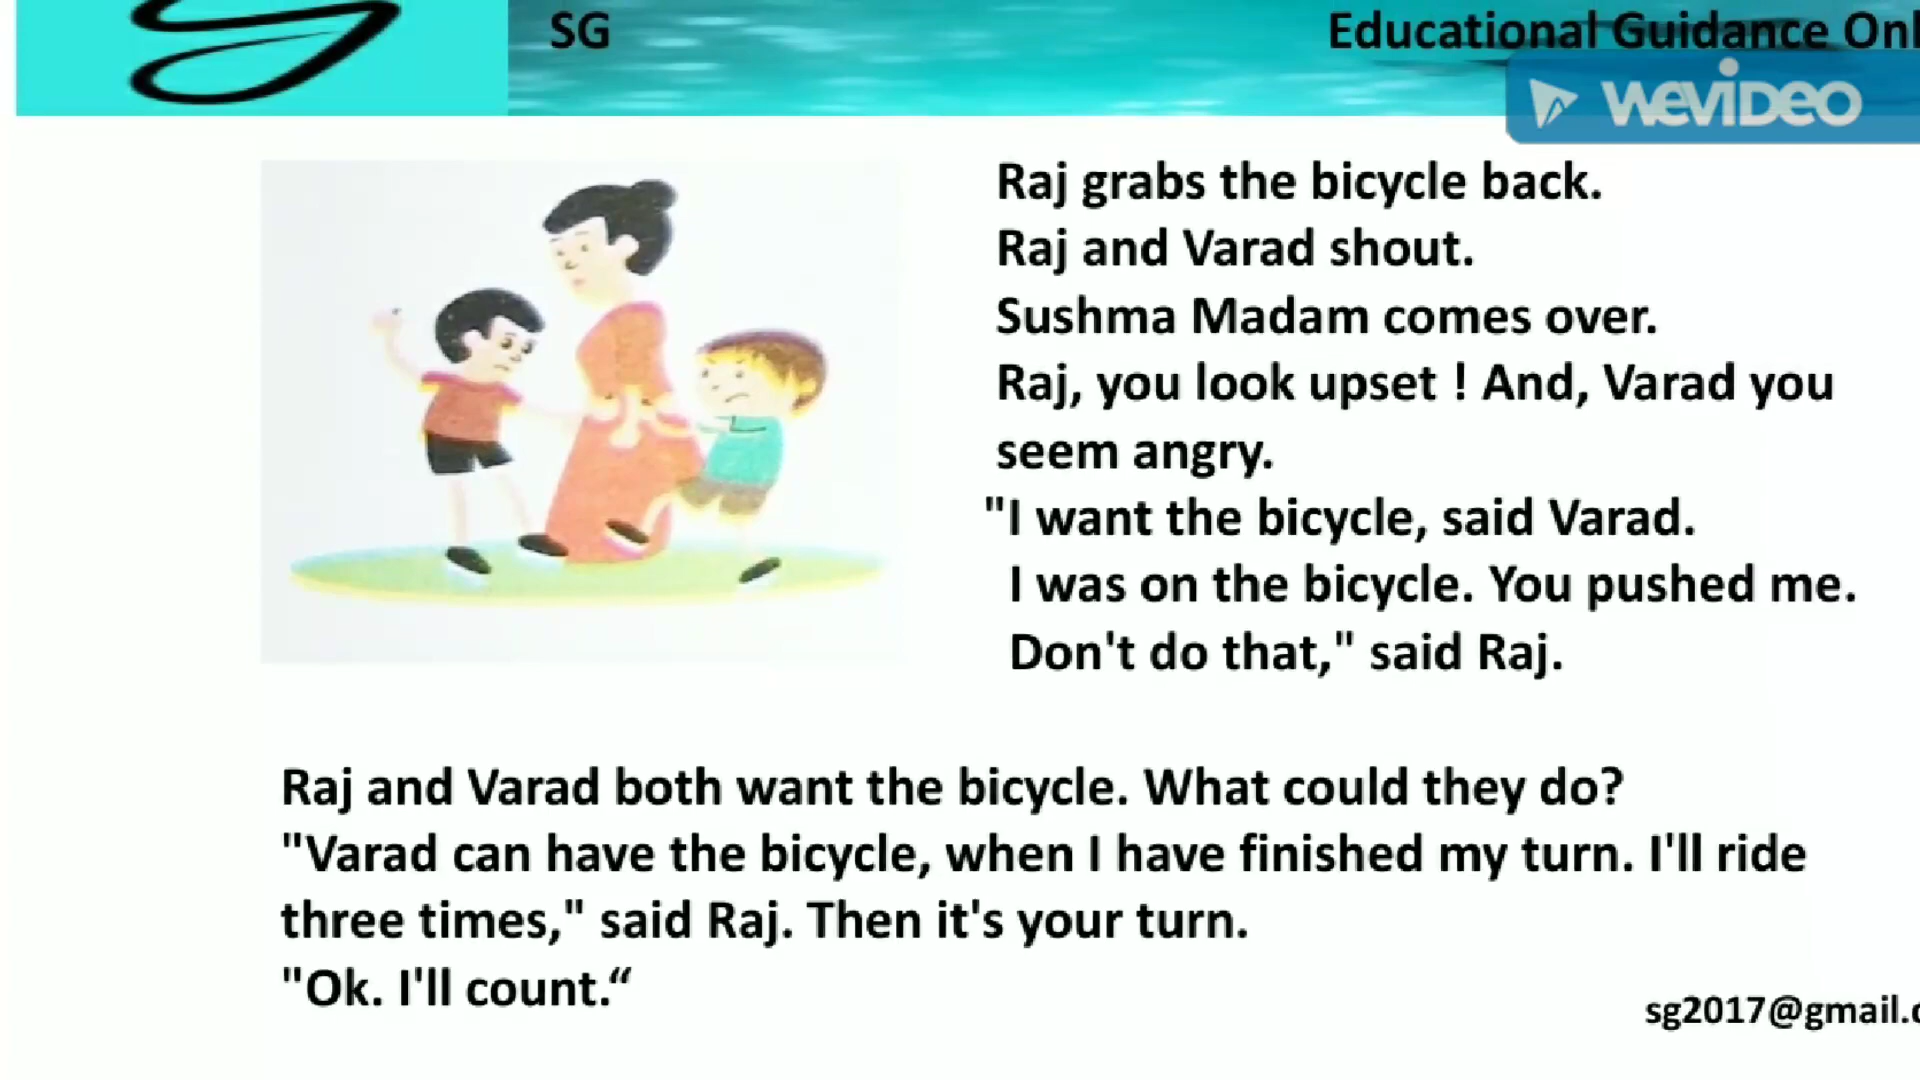 SG
Educational Guidance
WEVIDEO
Raj grabs the bicycle back.
Raj and Varad shout.
Sushma Madam comes over.
Raj, you look upset ! And, Varad you
seem angry.
"I want the bicycle, said Varad.
I was on the bicycle. You pushed me.
Don't do that," said Raj.
Raj and Varad both want the bicycle. What could they do?
"Varad can have the bicycle, when I have finished my turn. I'll ride
three times," said Raj. Then it's your turn.
"Ok. I'll count.“
sg2017@gmail.